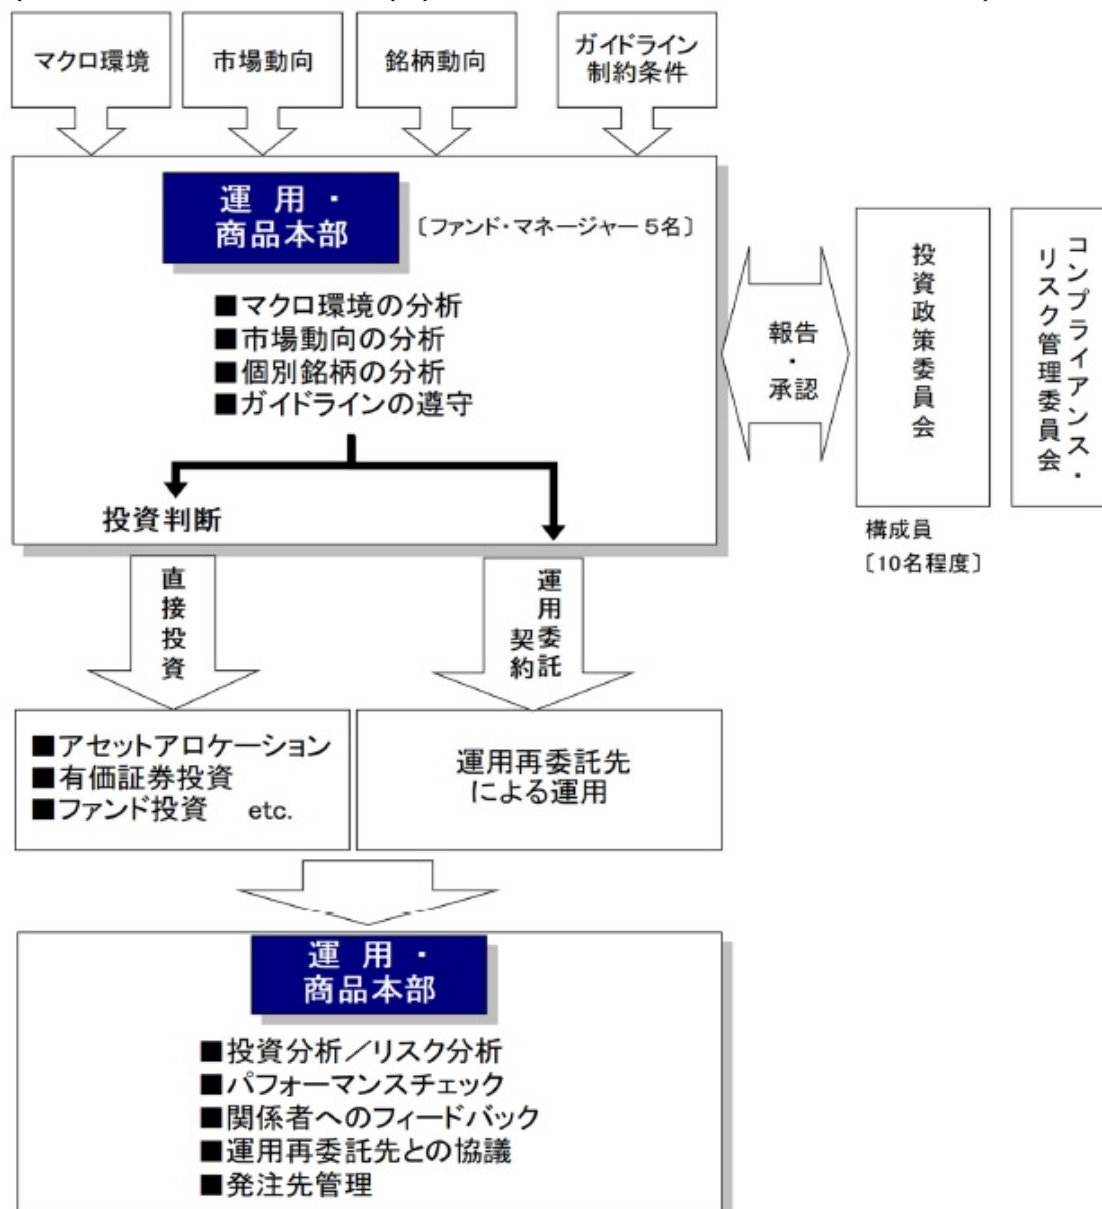 マクロ環境
市場動向
銘柄動向
ガイドライン
制約条件
運 用 ・
商品本部
〔ファンド・マネージャー 5名〕
■マクロ環境の分析
■市場動向の分析
■個別銘柄の分析
■ガイドラインの遵守
投資判断
報告
・
承認
投資政策委員会
コンプライアンス・
リスク管理委員会
構成員
〔10名程度〕
直接投資
運用委託
契約
■アセットアロケーション
■有価証券投資
■ファンド投資 etc.
運用再委託先
による運用
運 用 ・
商品本部
■投資分析／リスク分析
■パフォーマンスチェック
■関係者へのフィードバック
■運用再委託先との協議
■発注先管理